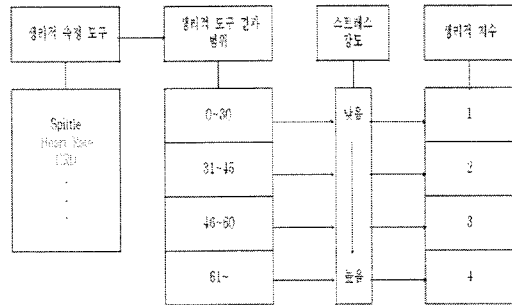 생리적 측정 도구
생리적 도구 결과
범위
스트레스
강도
생리적 지수
Spittle
Heart Rate
0~30
낮음
1
31~45
2
46~60
3
61~
높음
4